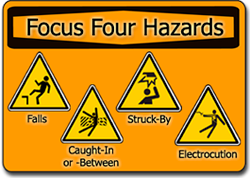 Focus Four Hazards
Falls
Caught-In
or -Between
Struck-By
Electrocution